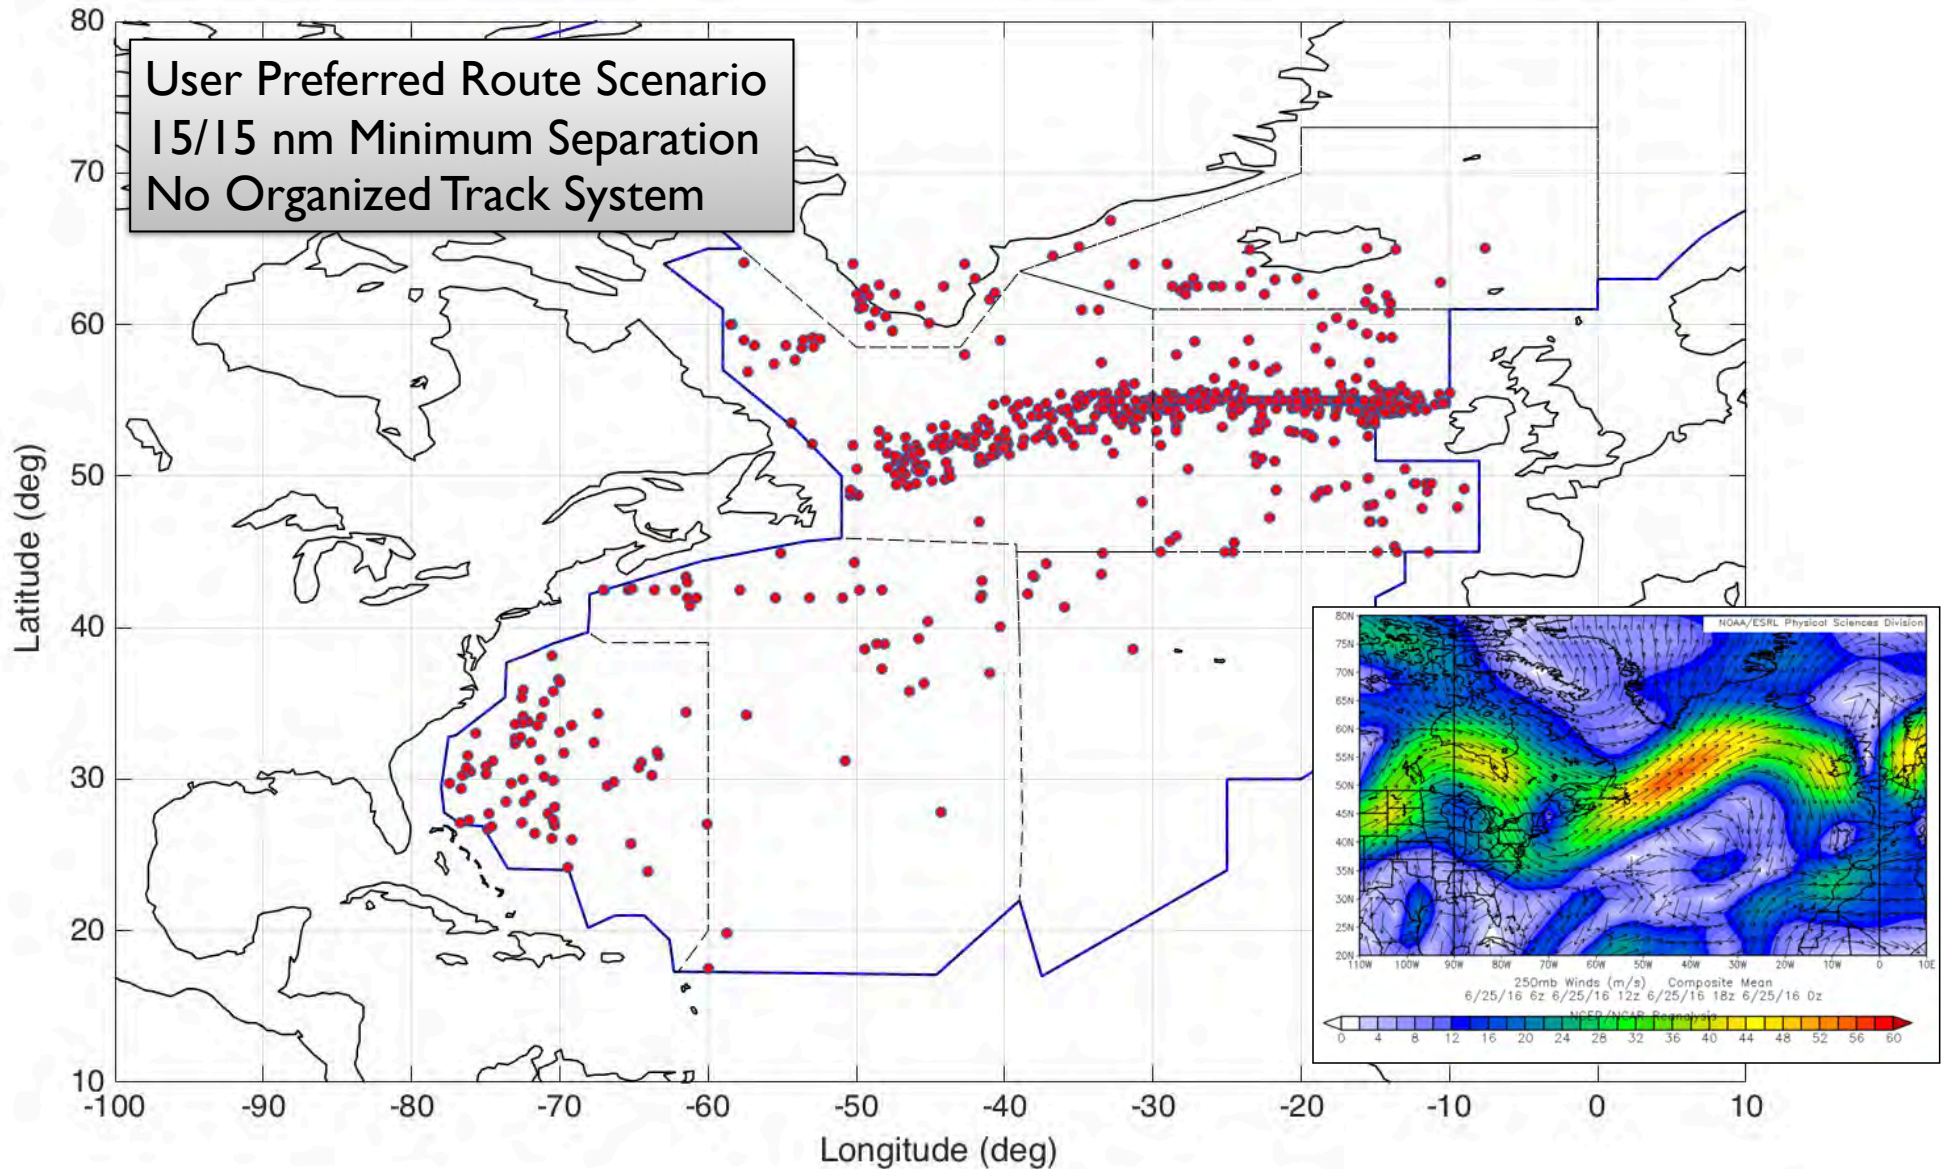 80
User Preferred Route Scenario
15/15 nm Minimum Separation
No Organized Track System
70
60
50
40
30
20
10
Latitude (deg)
-100 -90 -80 -70 -60 -50 -40 -30 -20 -10 0 10
Longitude (deg)
NOAA/ESRL Physical Sciences Division
80N
75N
70N
65N
60N
55N
50N
45N
40N
35N
30N
25N
20N
110W 100W 90W 80W 70W 60W 50W 40W 30W 20W 10W 0 10E
250mb Winds (m/s) Composite Mean
6/25/16 6z 6/25/16 12z 6/25/16 18z 6/25/16 0z
NCEP/NCAR Reanalysis
0 4 8 12 16 20 24 28 32 36 40 44 48 52 56 60